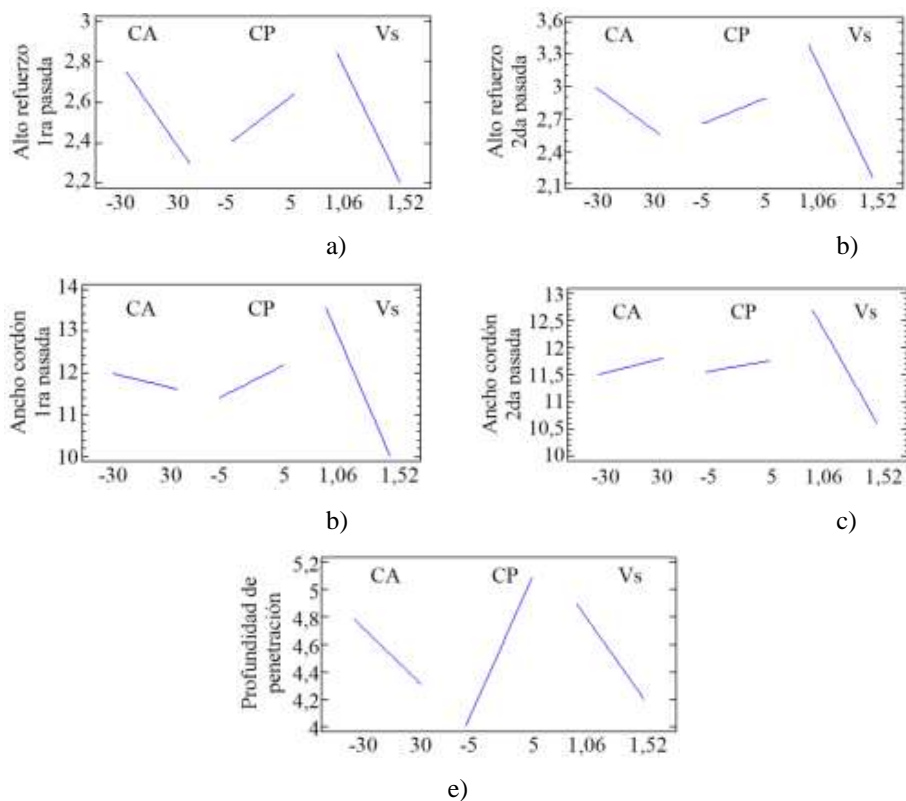 Alto refuerzo
1ra pasada
3
2,8
2,6
2,4
2,2
CA CP Vs
-30 30 -5 5 1,06 1,52
a)
Alto refuerzo
2da pasada
3,6
3,3
3
2,7
2,4
2,1
CA CP Vs
-30 30 -5 5 1,06 1,52
b)
Ancho cordón
1ra pasada
14
13
12
11
10
CA CP Vs
-30 30 -5 5 1,06 1,52
b)
Ancho cordón
2da pasada
13
12,5
12
11,5
11
10,5
10
CA CP Vs
-30 30 -5 5 1,06 1,52
c)
Profundidad de
penetración
5,2
5
4,8
4,6
4,4
4,2
4
CA CP Vs
-30 30 -5 5 1,06 1,52
e)